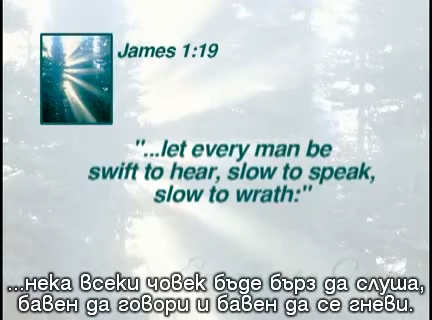 James 1:19
"...let every man be
swift to hear, slow to speak,
slow to wrath:"
...нека всеки човек бъде бърз да слуша,
бавен да говори и бавен да се гневи.